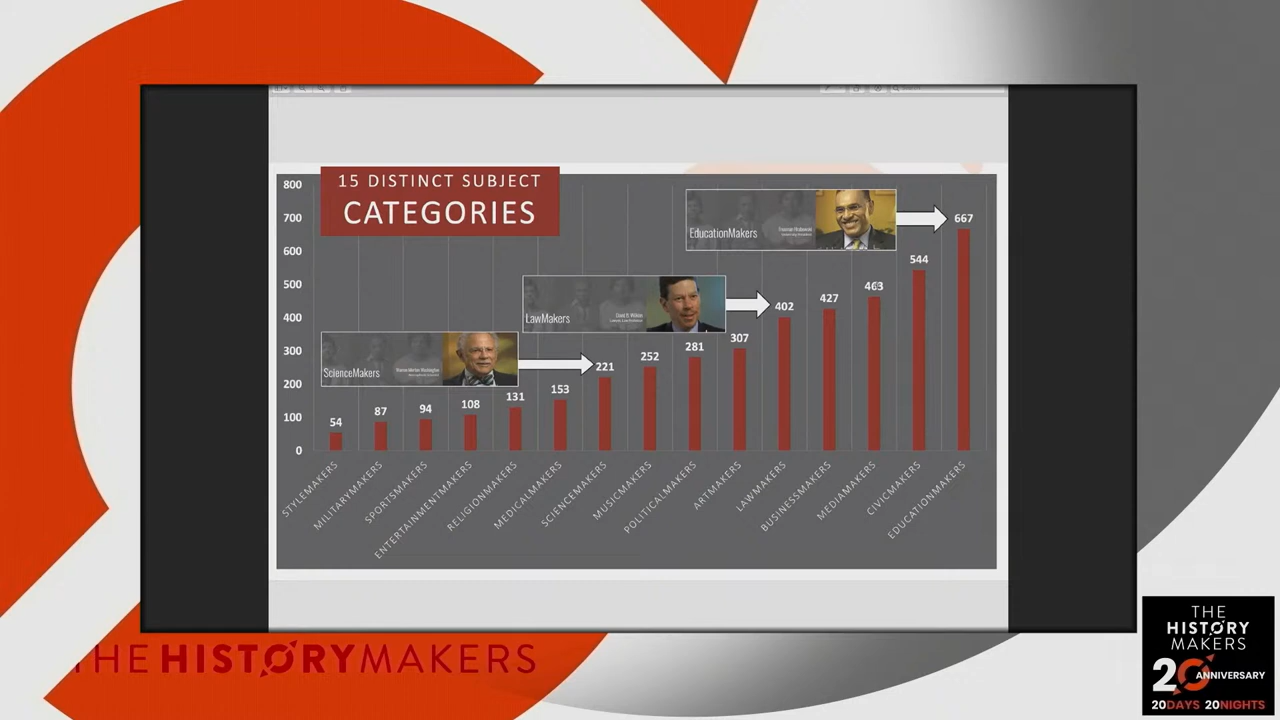 15 DISTINCT SUBJECT
CATEGORIES
800
700
600
500
400
300
200
100
0
EducationMakers
LawMakers
ScienceMakers
54
87
94
108
131
153
221
252
281
307
402
427
463
544
667
STYLEMAKERS
MILITARYMAKERS
SPORTSMAKERS
ENTERTAINMENTMAKERS
RELIGIONMAKERS
MEDICALMAKERS
SCIENCEMAKERS
MUSICMAKERS
POLITICALMAKERS
ARTMAKERS
LAWMAKERS
BUSINESSMAKERS
MEDIAMAKERS
CIVICMAKERS
EDUCATIONMAKERS
THE HISTORYMAKERS
THE
HISTORY
MAKERS
20 ANNIVERSARY
20DAYS 20NIGHTS